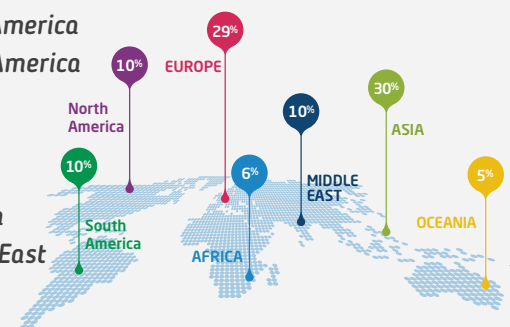 America
America
29%
10%
EUROPE
30%
North
America
10%
ASIA
10%
6%
MIDDLE
EAST
5%
South
America
OCEANIA
AFRICA
East